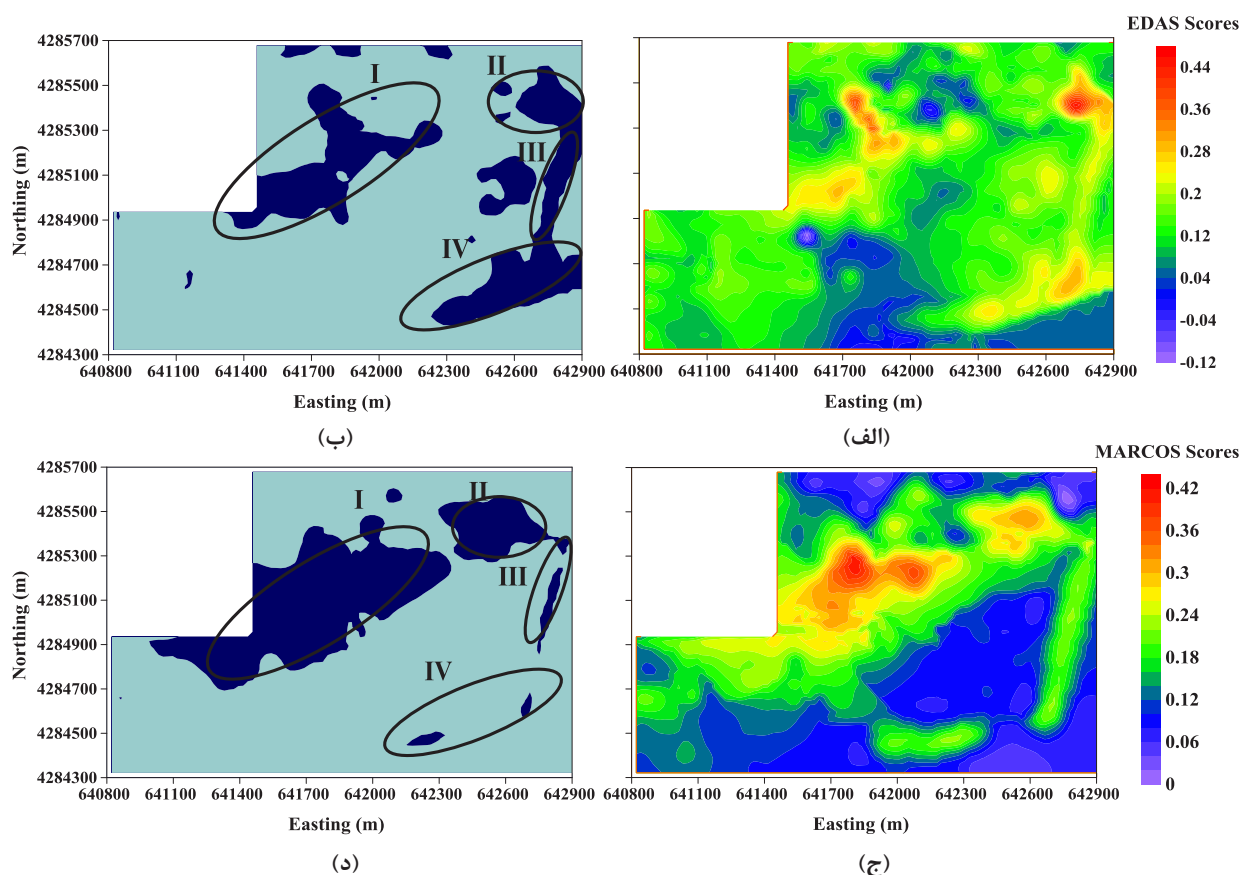 EDAS Scores
0.44
0.36
0.28
0.2
0.12
0.04
-0.04
-0.12
Northing (m)
4285700
4285500
4285300
4285100
4284900
4284700
4284500
4284300
I
II
III
IV
640800 641100 641400 641700 642000 642300 642600 642900
Easting (m)
(ب)
640800 641100 641400 641700 642000 642300 642600 642900
Easting (m)
(الف)
MARCOS Scores
0.42
0.36
0.3
0.24
0.18
0.12
0.06
0
Northing (m)
4285700
4285500
4285300
4285100
4284900
4284700
4284500
4284300
I
II
III
IV
640800 641100 641400 641700 642000 642300 642600 642900
Easting (m)
(د)
640800 641100 641400 641700 642000 642300 642600 642900
Easting (m)
(ج)